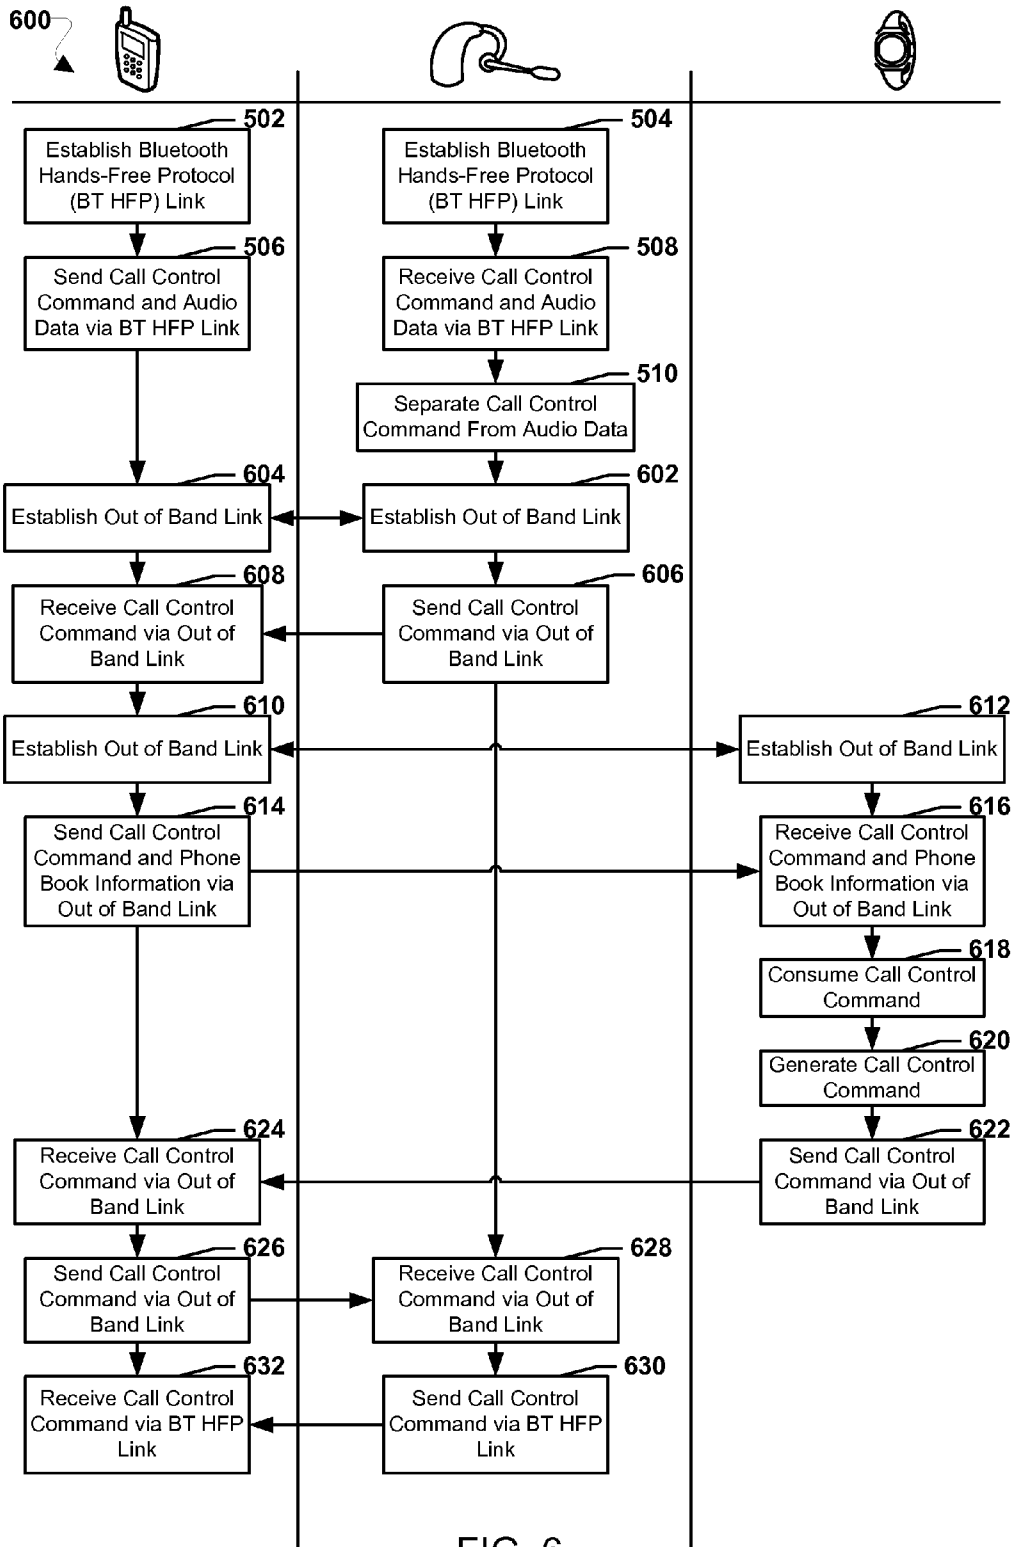 600
502
Establish Bluetooth
Hands-Free Protocol
(BT HFP) Link
504
Establish Bluetooth
Hands-Free Protocol
(BT HFP) Link
506
Send Call Control
Command and Audio
Data via BT HFP Link
508
Receive Call Control
Command and Audio
Data via BT HFP Link
510
Separate Call Control
Command From Audio Data
604
Establish Out of Band Link
602
Establish Out of Band Link
608
Receive Call Control
Command via Out of
Band Link
606
Send Call Control
Command via Out of
Band Link
610
Establish Out of Band Link
612
Establish Out of Band Link
614
Send Call Control
Command and Phone
Book Information via
Out of Band Link
616
Receive Call Control
Command and Phone
Book Information via
Out of Band Link
618
Consume Call Control
Command
620
Generate Call Control
Command
624
Receive Call Control
Command via Out of
Band Link
622
Send Call Control
Command via Out of
Band Link
626
Send Call Control
Command via Out of
Band Link
628
Receive Call Control
Command via Out of
Band Link
632
Receive Call Control
Command via BT HFP
Link
630
Send Call Control
Command via BT HFP
Link
FIG. 6